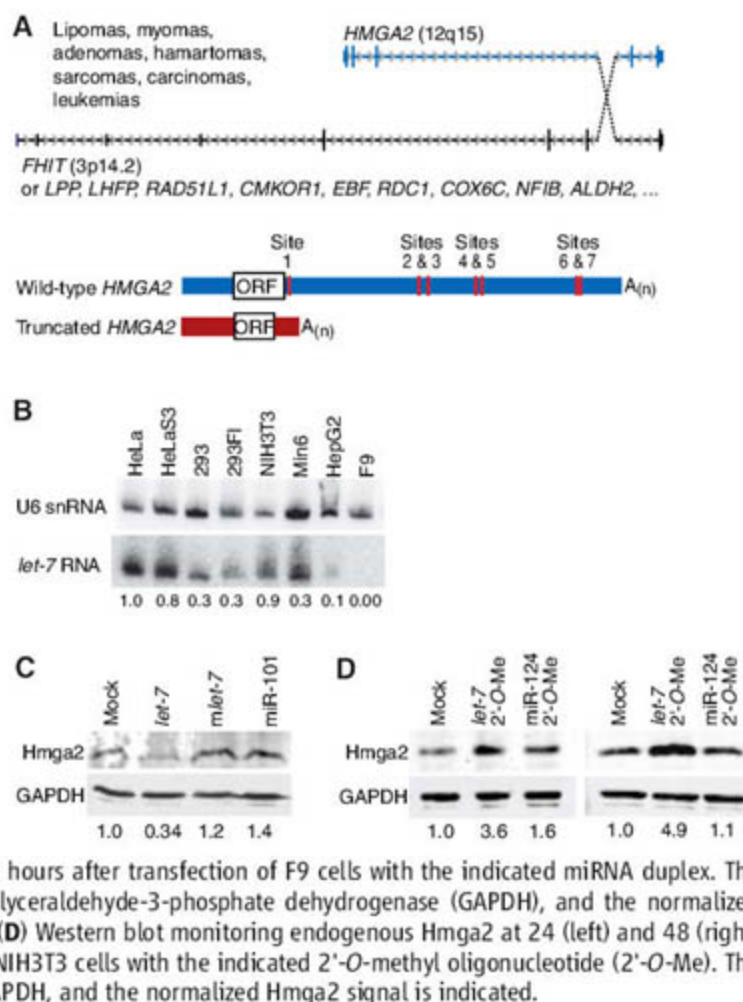 A
Lipomas, myomas,
adenomas, hamartomas,
sarcomas, carcinomas,
leukemias
HMGA2 (12q15)
FHIT (3p14.2)
or LPP, LHFP, RAD51L1, CMKOR1, EBF, RDC1, COX6C, NFIB, ALDH2, ...
Site
1
Sites
2 & 3
Sites
4 & 5
Sites
6 & 7
Wild-type HMGA2
ORF
A(n)
Truncated HMGA2
ORF
A(n)
B
HeLa
HeLaS3
293
293FI
NIH3T3
Min6
HepG2
F9
U6 snRNA
let-7 RNA
1.0 0.8 0.3 0.3 0.9 0.3 0.1 0.00
C
Mock
let-7
mlet-7
miR-101
Hmga2
GAPDH
1.0 0.34 1.2 1.4
D
Mock
let-7
2'-O-Me
miR-124
2'-O-Me
Mock
let-7
2'-O-Me
miR-124
2'-O-Me
Hmga2
GAPDH
1.0 3.6 1.6 1.0 4.9 1.1
hours after transfection of F9 cells with the indicated miRNA duplex. Th
lyceraldehyde-3-phosphate dehydrogenase (GAPDH), and the normalize
(D) Western blot monitoring endogenous Hmga2 at 24 (left) and 48 (righ
NIH3T3 cells with the indicated 2'-O-methyl oligonucleotide (2'-O-Me). Th
APDH, and the normalized Hmga2 signal is indicated.